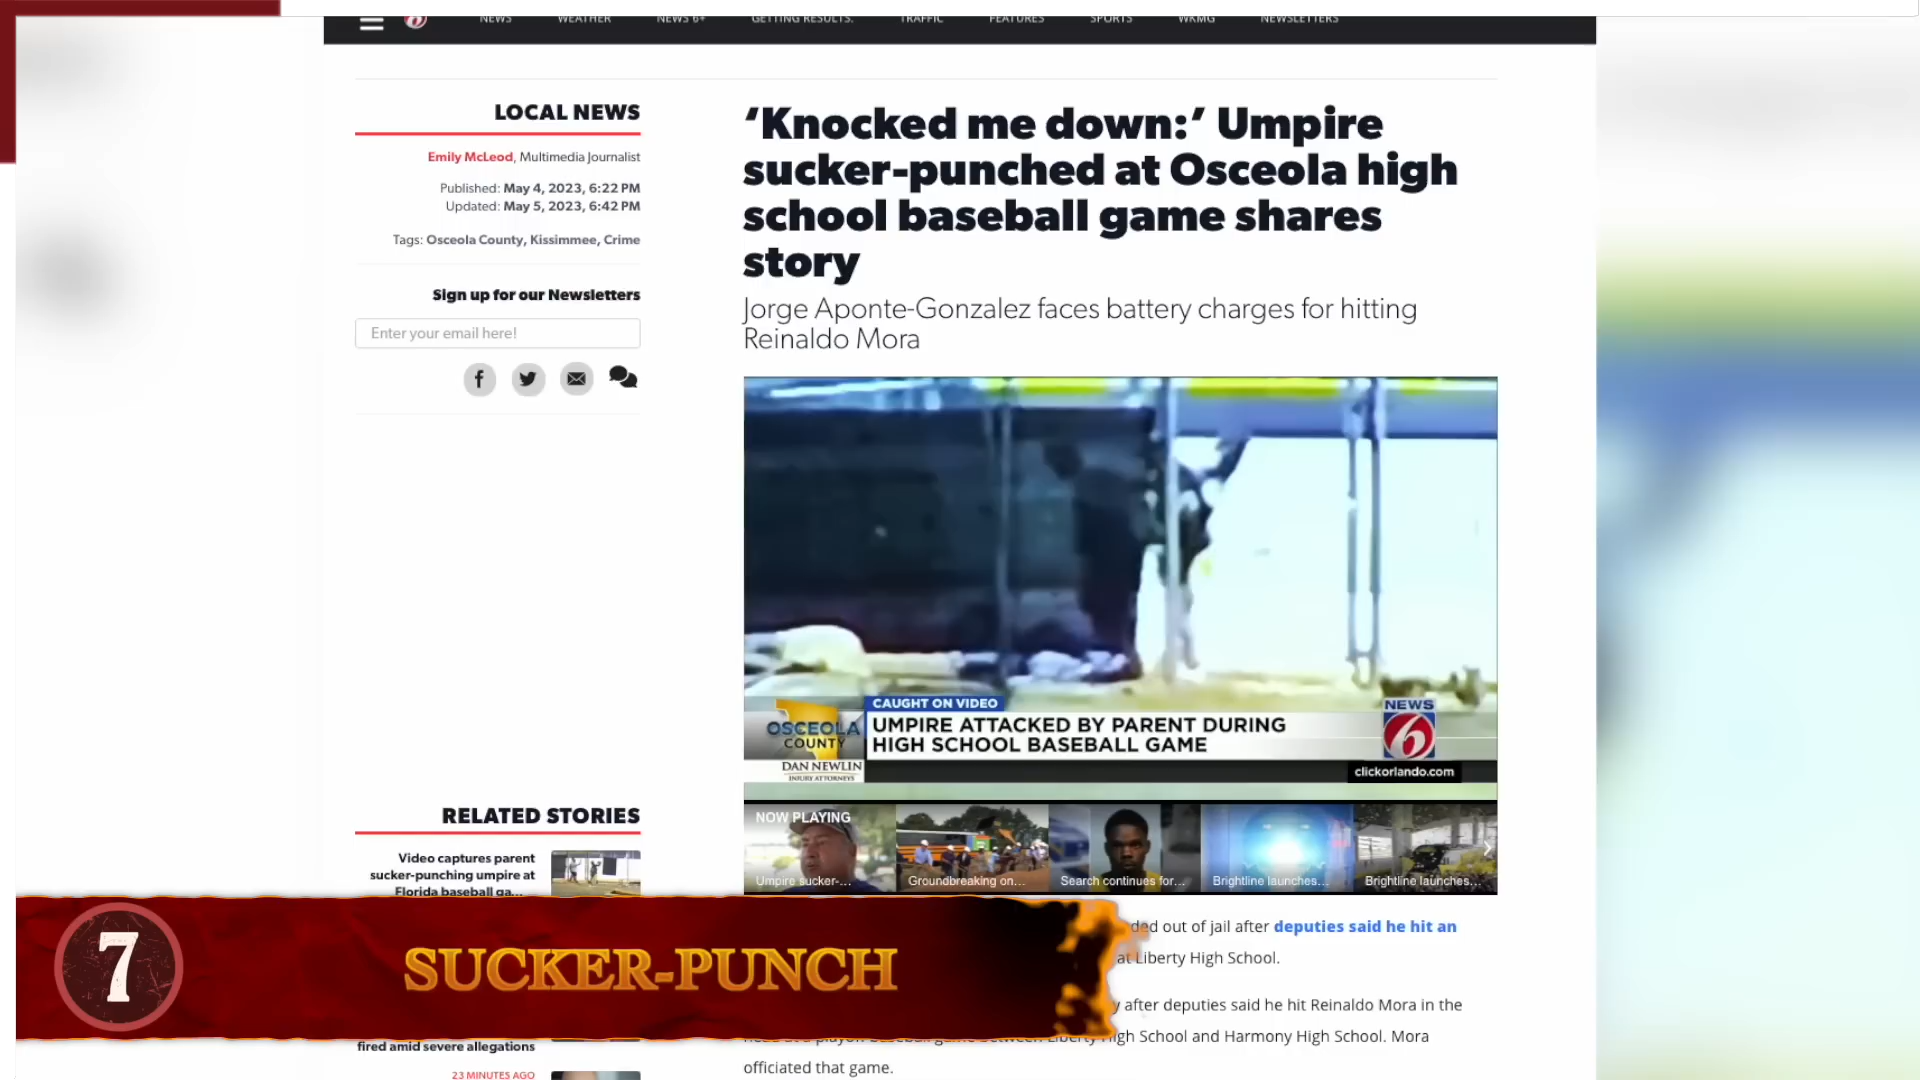 NEWS WEATHER NEWS 6+ GETTING RESULTS. TRAFFIC FEATURES SPORTS WKMG NEWSLETTERS
LOCAL NEWS
Emily McLeod, Multimedia Journalist
Published: May 4, 2023, 6:22 PM
Updated: May 5, 2023, 6:42 PM
Tags: Osceola County, Kissimmee, Crime
Sign up for our Newsletters
Enter your email here!
‘Knocked me down:’ Umpire
sucker-punched at Osceola high
school baseball game shares
story
Jorge Aponte-Gonzalez faces battery charges for hitting
Reinaldo Mora
CAUGHT ON VIDEO
OSCEOLA
COUNTY
UMPIRE ATTACKED BY PARENT DURING
HIGH SCHOOL BASEBALL GAME
DAN NEWLIN
INJURY ATTORNEYS
NEWS
6
clickorlando.com
NOW PLAYING
Umpire sucker-... Groundbreaking on... Search continues for... Brightline launches... Brightline launches...
RELATED STORIES
Video captures parent
sucker-punching umpire at
Florida baseball ga...
fired amid severe allegations
23 MINUTES AGO
out of jail after deputies said he hit an
at Liberty High School.
after deputies said he hit Reinaldo Mora in the
School and Harmony High School. Mora
officiated that game.
7
SUCKER-PUNCH